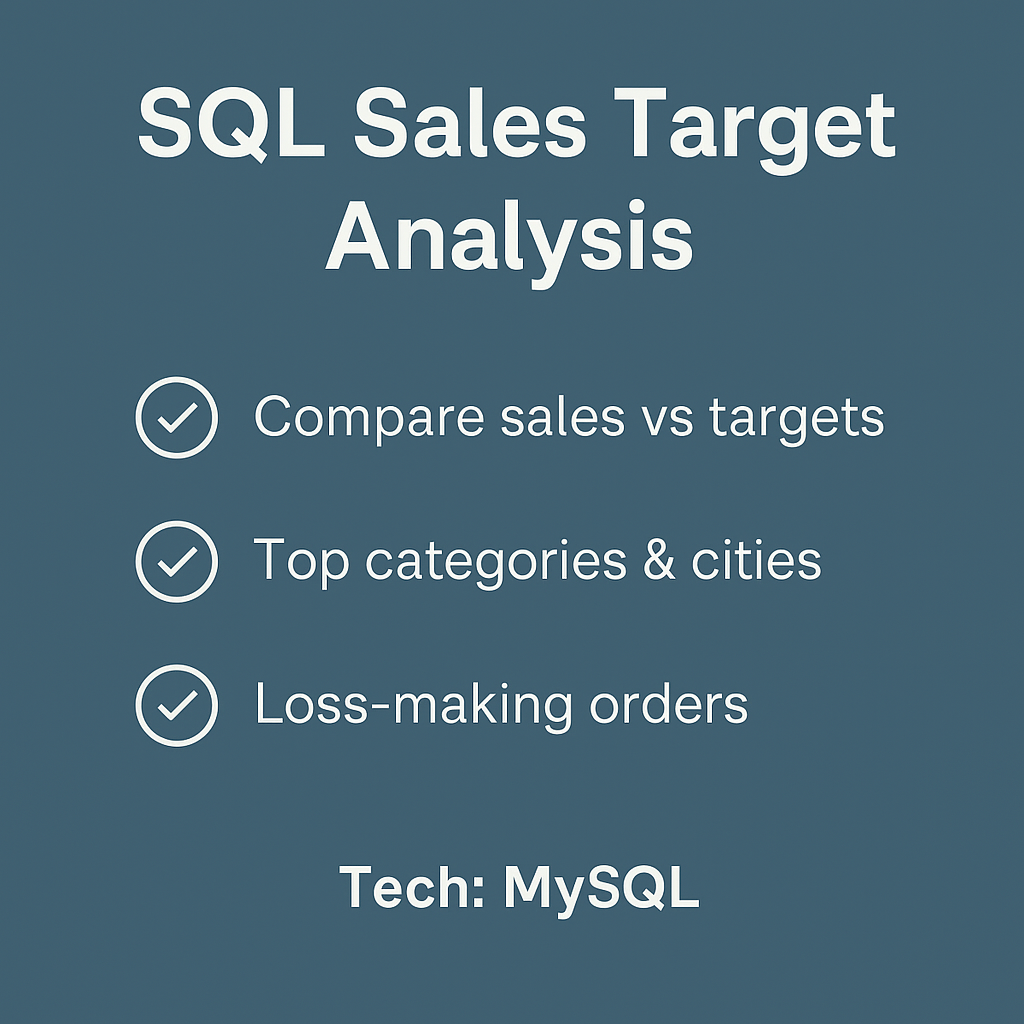 SQL Sales Target
Analysis
Compare sales vs targets
Top categories & cities
Loss-making orders
Tech: MySQL